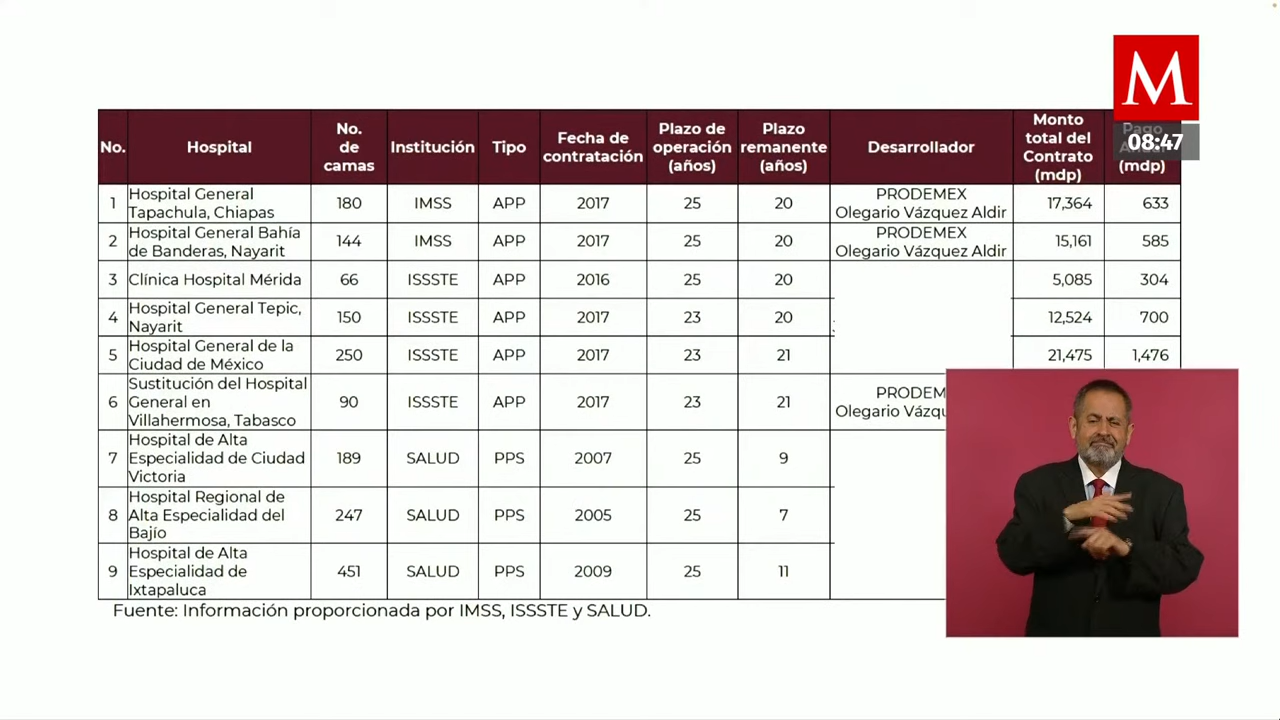 M
08:47
No.
Hospital
No.
de
camas
Institución
Tipo
Fecha de
contratación
Plazo de
operación
(años)
Plazo
remanente
(años)
Desarrollador
Monto
total del
Contrato
(mdp)
Pago
(mdp)
1
Hospital General
Tapachula, Chiapas
180
IMSS
APP
2017
25
20
PRODEMEX
Olegario Vázquez Aldir
17,364
633
2
Hospital General Bahía
de Banderas, Nayarit
144
IMSS
APP
2017
25
20
PRODEMEX
Olegario Vázquez Aldir
15,161
585
3
Clínica Hospital Mérida
66
ISSSTE
APP
2016
25
20
5,085
304
4
Hospital General Tepic,
Nayarit
150
ISSSTE
APP
2017
23
20
12,524
700
5
Hospital General de la
Ciudad de México
250
ISSSTE
APP
2017
23
21
21,475
1,476
6
Sustitución del Hospital
General en
Villahermosa, Tabasco
90
ISSSTE
APP
2017
23
21
PRODEM
Olegario Vázqu
7
Hospital de Alta
Especialidad de Ciudad
Victoria
189
SALUD
PPS
2007
25
9
8
Hospital Regional de
Alta Especialidad del
Bajío
247
SALUD
PPS
2005
25
7
9
Hospital de Alta
Especialidad de
Ixtapaluca
451
SALUD
PPS
2009
25
11
Fuente: Información proporcionada por IMSS, ISSSTE y SALUD.